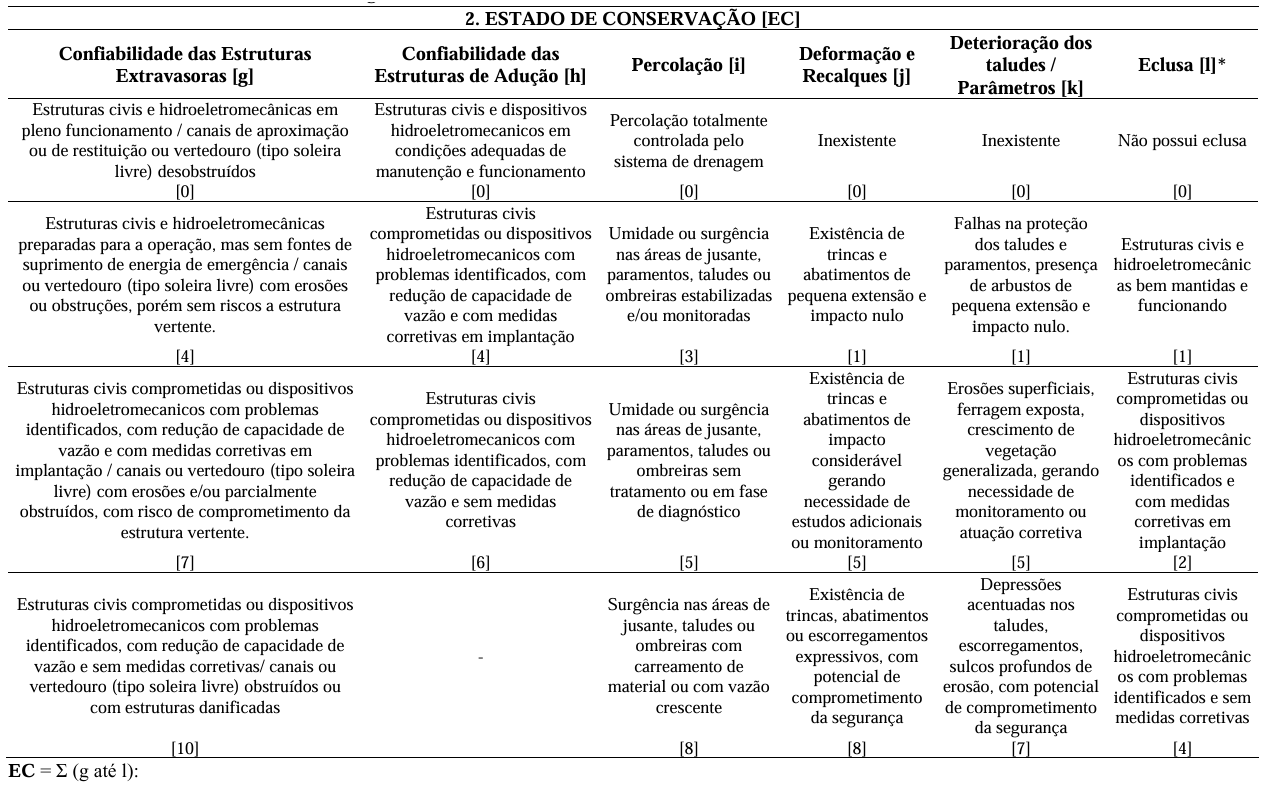 2. ESTADO DE CONSERVAÇÃO [EC]
Confiabilidade das Estruturas
Extravasoras [g]
Confiabilidade das
Estruturas de Adução [h]
Percolação [i]
Deformação e
Recalques [j]
Deterioração dos
taludes /
Parâmetros [k]
Eclusa [l]*
Estruturas civis e hidroeletromecânicas em
pleno funcionamento / canais de aproximação
ou de restituição ou vertedouro (tipo soleira
livre) desobstruídos
[0]
Estruturas civis e dispositivos
hidroeletromecanicos em
condições adequadas de
manutenção e funcionamento
[0]
Percolação totalmente
controlada pelo
sistema de drenagem
[0]
Inexistente
[0]
Inexistente
[0]
Não possui eclusa
[0]
Estruturas civis e hidroeletromecânicas
preparadas para a operação, mas sem fontes de
suprimento de energia de emergência / canais
ou vertedouro (tipo soleira livre) com erosões
ou obstruções, porém sem riscos a estrutura
vertente.
[4]
Estruturas civis
comprometidas ou dispositivos
hidroeletromecanicos com
problemas identificados, com
redução de capacidade de
vazão e com medidas
corretivas em implantação
[4]
Umidade ou surgência
nas áreas de jusante,
paramentos, taludes ou
ombreiras estabilizadas
e/ou monitoradas
[3]
Existência de
trincas e
abatimentos de
pequena extensão e
impacto nulo
[1]
Falhas na proteção
dos taludes e
paramentos, presença
de arbustos de
pequena extensão e
impacto nulo.
[1]
Estruturas civis e
hidroeletromecânic
as bem mantidas e
funcionando
[1]
Estruturas civis comprometidas ou dispositivos
hidroeletromecanicos com problemas
identificados, com redução de capacidade de
vazão e com medidas corretivas em
implantação / canais ou vertedouro (tipo soleira
livre) com erosões e/ou parcialmente
obstruídos, com risco de comprometimento da
estrutura vertente.
[7]
Estruturas civis
comprometidas ou dispositivos
hidroeletromecanicos com
problemas identificados, com
redução de capacidade de
vazão e sem medidas
corretivas
[6]
Umidade ou surgência
nas áreas de jusante,
paramentos, taludes ou
ombreiras sem
tratamento ou em fase
de diagnóstico
[5]
Existência de
trincas e
abatimentos de
impacto
considerável
gerando
necessidade de
estudos adicionais
ou monitoramento
[5]
Erosões superficiais,
ferragem exposta,
crescimento de
vegetação
generalizada, gerando
necessidade de
monitoramento ou
atuação corretiva
[5]
Estruturas civis
comprometidas ou
dispositivos
hidroeletromecânic
os com problemas
identificados e
com medidas
corretivas em
implantação
[2]
Estruturas civis comprometidas ou dispositivos
hidroeletromecanicos com problemas
identificados, com redução de capacidade de
vazão e sem medidas corretivas/ canais ou
vertedouro (tipo soleira livre) obstruídos ou
com estruturas danificadas
[10]
-
Surgência nas áreas de
jusante, taludes ou
ombreiras com
carreamento de
material ou com vazão
crescente
[8]
Existência de
trincas, abatimentos
ou escorregamentos
expressivos, com
potencial de
comprometimento
da segurança
[8]
Depressões
acentuadas nos
taludes,
escorregamentos,
sulcos profundos de
erosão, com potencial
de comprometimento
da segurança
[7]
Estruturas civis
comprometidas ou
dispositivos
hidroeletromecânic
os com problemas
identificados e sem
medidas corretivas
[4]
EC = Σ (g até l):